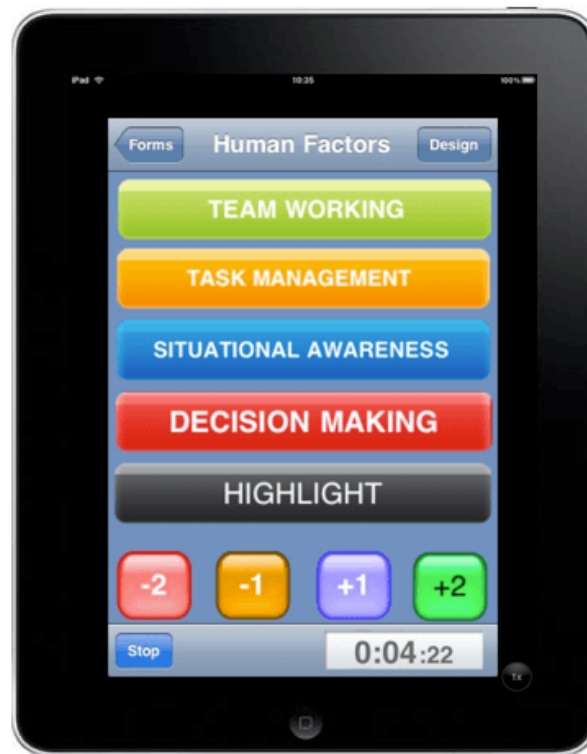 iPad 10:35 100%
Forms Human Factors Design
TEAM WORKING
TASK MANAGEMENT
SITUATIONAL AWARENESS
DECISION MAKING
HIGHLIGHT
-2 -1 +1 +2
Stop 0:04:22
1x